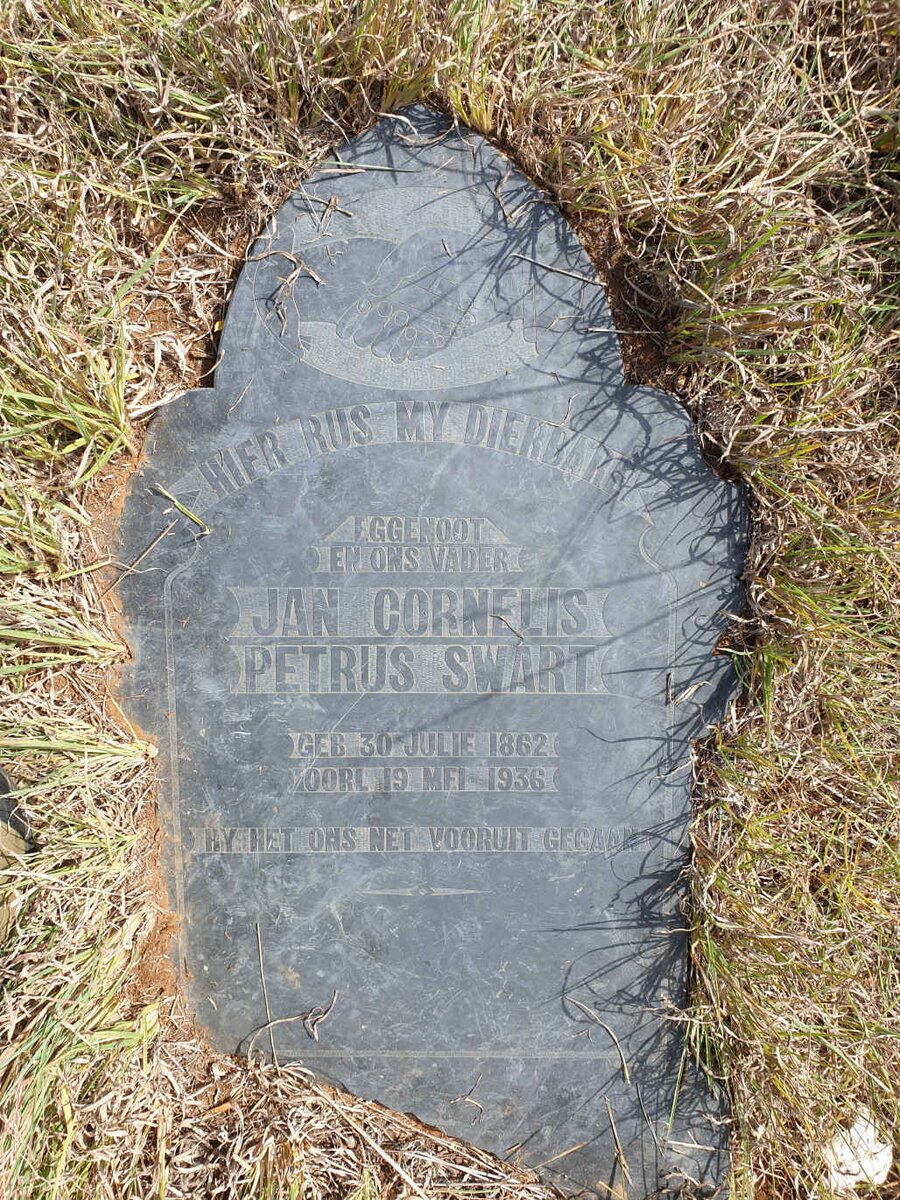 HIER RUS MY DIERBARE
EGGENOOT
EN ONS VADER
JAN CORNELIS
PETRUS SWART
GEB 30 JULIE 1862
OORL 19 MEI 1936
HY HET ONS NET VOORUIT GEGAAN